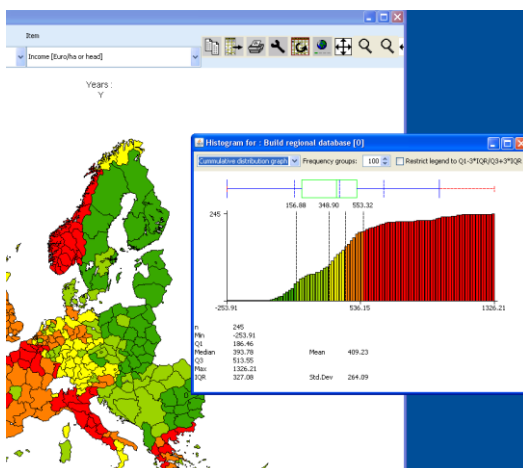 Item
Income [Euro/ha or head]
Years :
Y
Histogram for : Build regional database [0]
Cummulative distribution graph
Frequency groups: 100
Restrict legend to Q1-3*IQR/Q3+3*IQR
156.88 348.90 553.32
245
-253.91 536.15 1326.21
n 245
Min -253.91
Q1 186.46
Median 393.78 Mean 409.23
Q3 513.55
Max 1326.21
IQR 327.08 Std.Dev 264.09